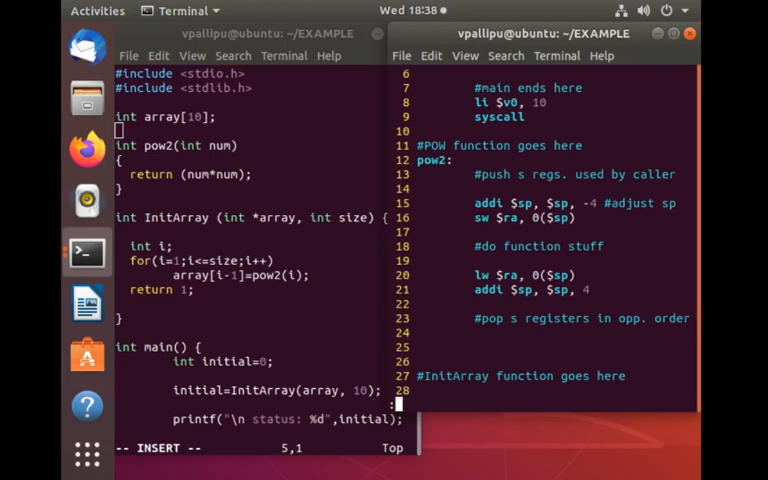 Activities
Terminal
Wed 18:38
vpallipu@ubuntu: ~/EXAMPLE
File Edit View Search Terminal Help
#include <stdio.h>
#include <stdlib.h>
int array[10];
int pow2(int num)
{
return (num*num);
}
int InitArray (int *array, int size) {
int i;
for(i=1;i<=size;i++)
array[i-1]=pow2(i);
return 1;
}
int main() {
int initial=0;
initial=InitArray(array, 10);
printf("\n status: %d",initial);
-- INSERT -- 5,1 Top
vpallipu@ubuntu: ~/EXAMPLE
File Edit View Search Terminal Help
6
7 #main ends here
8 li $v0, 10
9 syscall
10
11 #POW function goes here
12 pow2:
13 #push s regs. used by caller
14
15 addi $sp, $sp, -4 #adjust sp
16 sw $ra, 0($sp)
17
18 #do function stuff
19
20 lw $ra, 0($sp)
21 addi $sp, $sp, 4
22
23 #pop s registers in opp. order
24
25
26
27 #InitArray function goes here
28
: